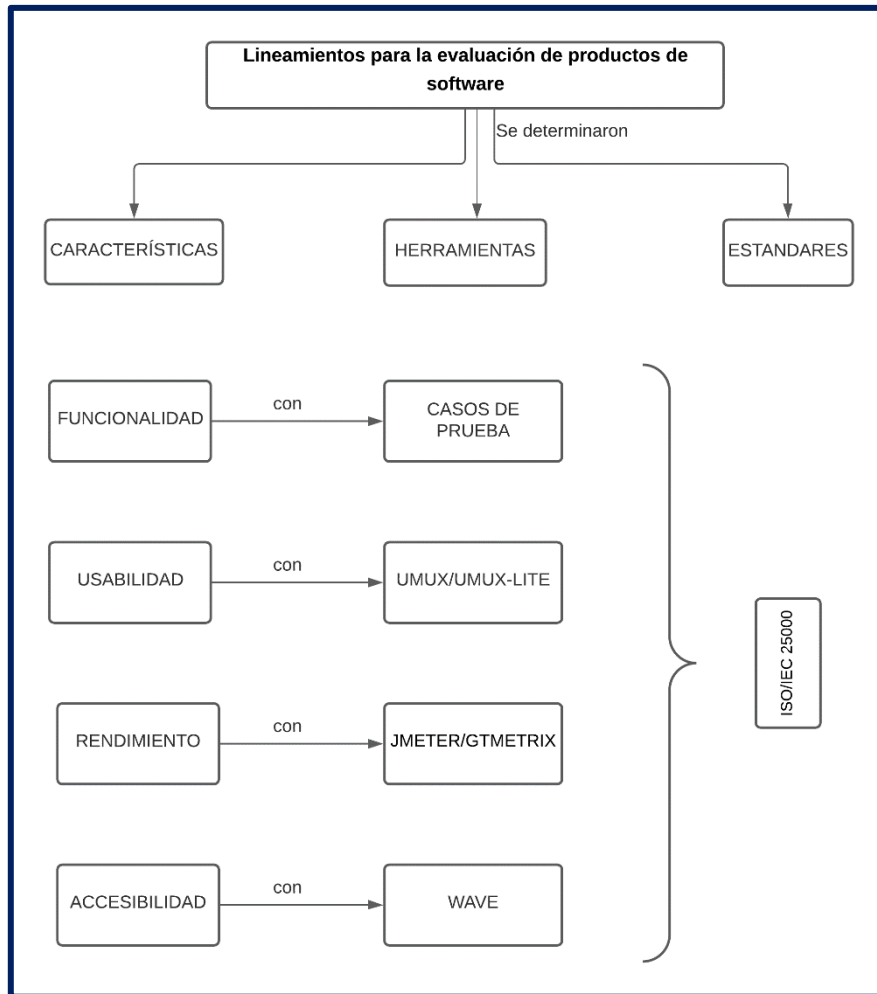 Lineamientos para la evaluación de productos de
software
Se determinaron
CARACTERÍSTICAS
HERRAMIENTAS
ESTANDARES
FUNCIONALIDAD
con
CASOS DE
PRUEBA
USABILIDAD
con
UMUX/UMUX-LITE
ISO/IEC 25000
RENDIMIENTO
con
JMETER/GTMETRIX
ACCESIBILIDAD
con
WAVE